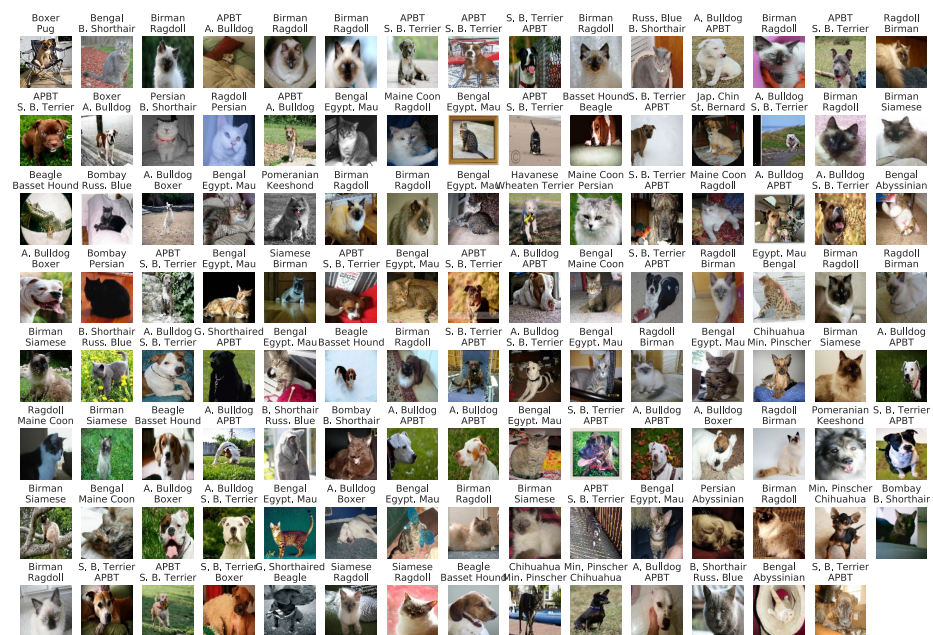 Boxer Bengal Birman APBT Birman Birman APBT APBT S, B, Terrier Birman Russ, Blue A, Bulldog Birman APBT Ragdoll
Pug B, Shorthair Ragdoll A, Bulldog Ragdoll Ragdoll S, B, Terrier S, B, Terrier APBT Ragdoll B, Shorthair APBT Ragdoll S, B, Terrier Birman
APBT Boxer Persian Ragdoll APBT Bengal Maine Coon Bengal APBT Basset Hound S, B, Terrier Jap, Chin A, Bulldog Birman Birman
S, B, Terrier A, Bulldog B, Shorthair Persian A, Bulldog Egypt, Mau Ragdoll Egypt, Mau S, B, Terrier Beagle APBT St, Bernard S, B, Terrier Ragdoll Siamese
Beagle Bombay A, Bulldog Bengal Pomeranian Birman Birman Bengal Havanese Maine Coon S, B, Terrier Maine Coon A, Bulldog A, Bulldog Bengal
Basset Hound Russ, Blue Boxer Egypt, Mau Keeshond Ragdoll Ragdoll Egypt, Mau Wheaten Terrier Persian APBT Ragdoll APBT S, B, Terrier Abyssinian
A, Bulldog Bombay APBT Bengal Siamese APBT Bengal APBT A, Bulldog Bengal S, B, Terrier Ragdoll Egypt, Mau Birman Ragdoll
Boxer Persian S, B, Terrier Egypt, Mau Birman S, B, Terrier Egypt, Mau S, B, Terrier APBT Maine Coon APBT Birman Bengal Ragdoll Birman
Birman B, Shorthair A, Bulldog G, Shorthaired Bengal Beagle Birman S, B, Terrier A, Bulldog Bengal Ragdoll Bengal Chihuahua Birman A, Bulldog
Siamese Russ, Blue S, B, Terrier APBT Egypt, Mau Basset Hound Ragdoll APBT APBT Egypt, Mau Birman Egypt, Mau Min, Pinscher Siamese APBT
Ragdoll Birman Beagle A, Bulldog B, Shorthair Bombay A, Bulldog A, Bulldog Bengal S, B, Terrier A, Bulldog A, Bulldog Ragdoll Pomeranian S, B, Terrier
Maine Coon Siamese Basset Hound APBT Russ, Blue B, Shorthair APBT APBT Egypt, Mau APBT APBT Boxer Birman Keeshond APBT
Birman Bengal A, Bulldog A, Bulldog Bengal A, Bulldog Bengal Birman Birman APBT Bengal Persian Birman Min, Pinscher Bombay
Siamese Maine Coon Boxer S, B, Terrier Egypt, Mau Boxer Egypt, Mau Ragdoll Siamese S, B, Terrier Egypt, Mau Abyssinian Ragdoll Chihuahua B, Shorthair
Birman S, B, Terrier APBT S, B, Terrier G, Shorthaired Siamese Siamese Beagle Chihuahua Min, Pinscher A, Bulldog B, Shorthair Bengal S, B, Terrier
Ragdoll APBT S, B, Terrier Boxer Beagle Ragdoll Ragdoll Basset Hound Min, Pinscher Chihuahua APBT Russ, Blue Abyssinian APBT